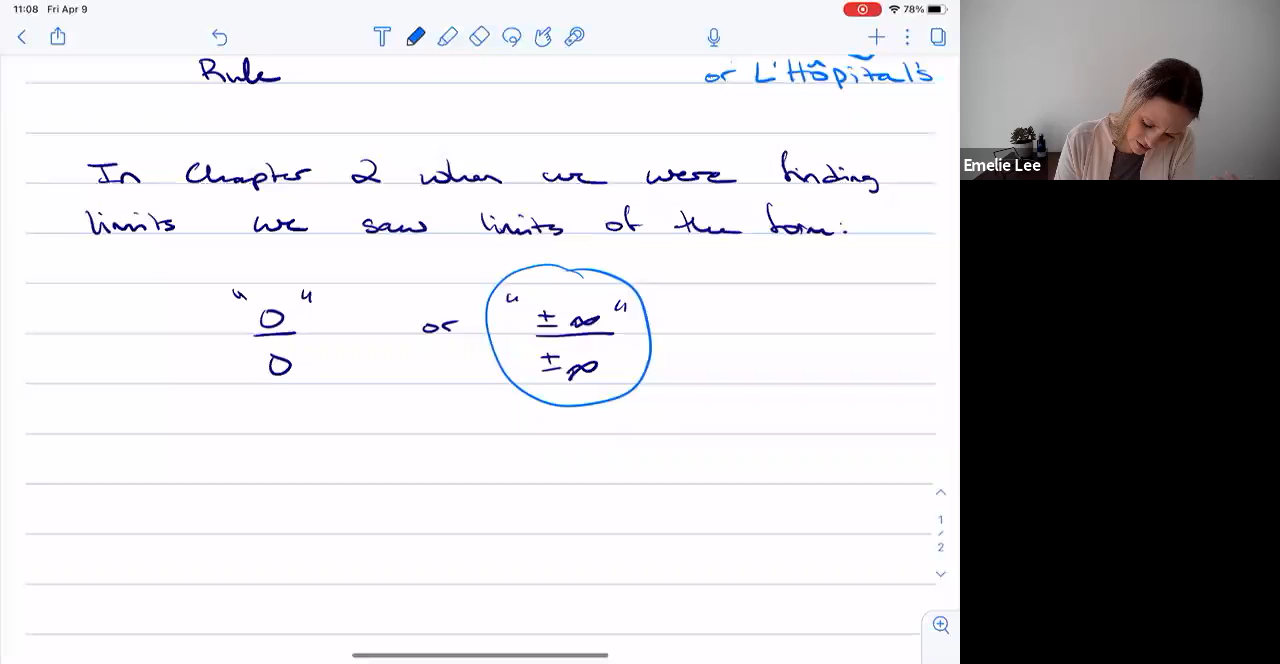 11:08 Fri Apr 9
78%
Rule
or L'Hôpital's
In Chapter 2 when we were finding
limits we saw limits of the form:
"0" or "± ∞"
0 ± ∞
Emelie Lee
1
/
2